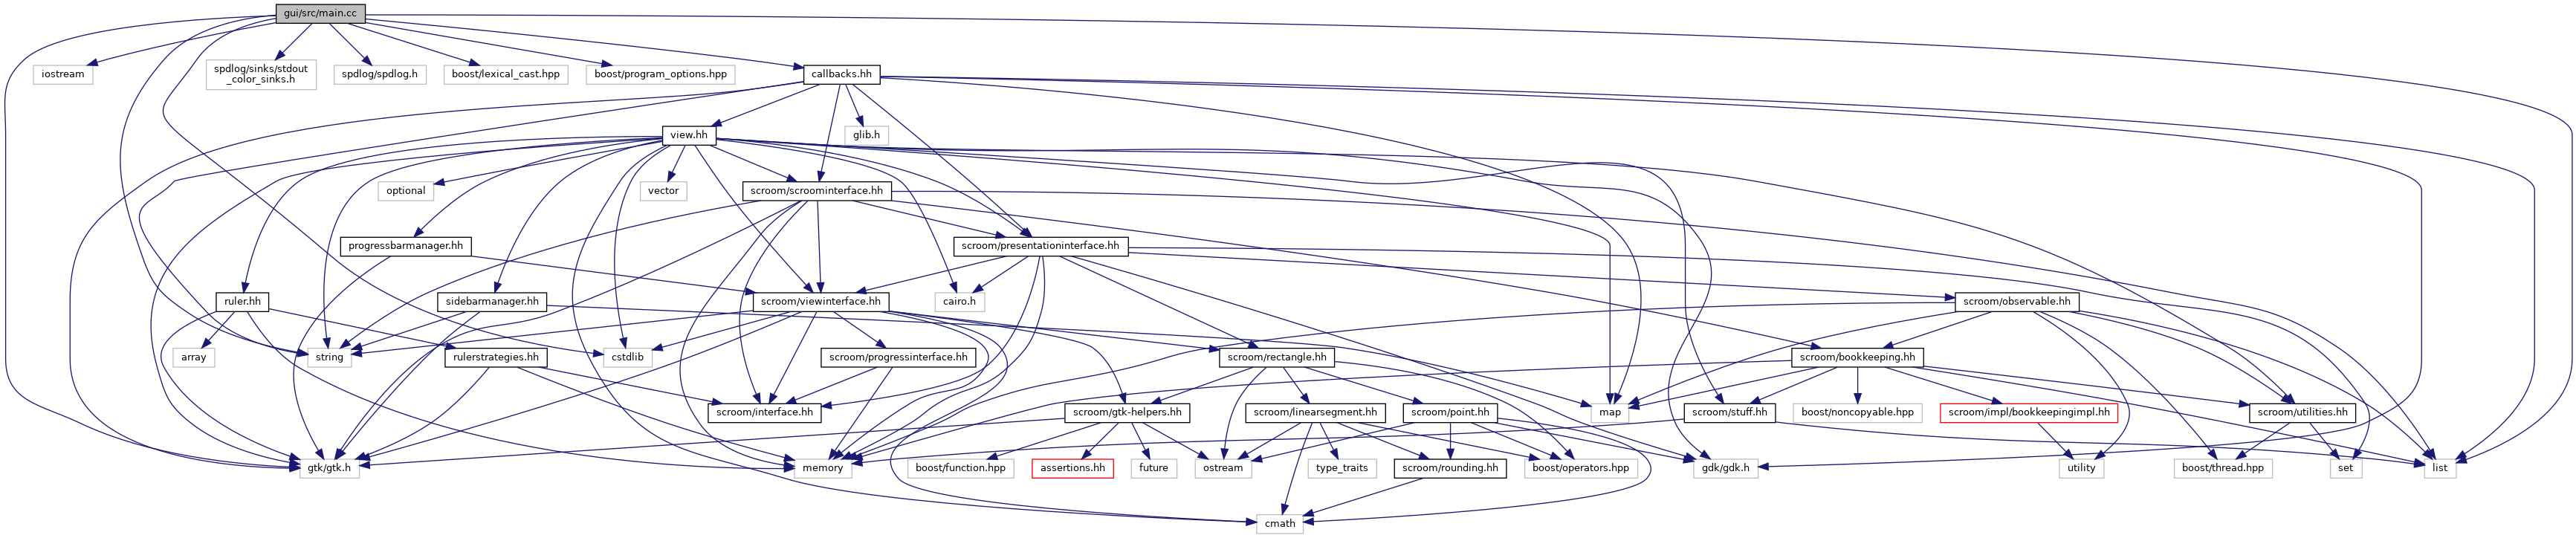 gui/src/main.cc
iostream
spdlog/sinks/stdout
_color_sinks.h
spdlog/spdlog.h
boost/lexical_cast.hpp
boost/program_options.hpp
callbacks.hh
view.hh
glib.h
optional
vector
scroom/scroominterface.hh
progressbarmanager.hh
scroom/presentationinterface.hh
ruler.hh
sidebarmanager.hh
scroom/viewinterface.hh
cairo.h
scroom/observable.hh
array
string
rulerstrategies.hh
cstdlib
scroom/progressinterface.hh
scroom/rectangle.hh
scroom/bookkeeping.hh
scroom/interface.hh
scroom/gtk-helpers.hh
scroom/linearsegment.hh
scroom/point.hh
map
scroom/stuff.hh
boost/noncopyable.hpp
scroom/impl/bookkeepingimpl.hh
scroom/utilities.hh
gtk/gtk.h
memory
boost/function.hpp
assertions.hh
future
ostream
type_traits
scroom/rounding.hh
boost/operators.hpp
gdk/gdk.h
utility
boost/thread.hpp
set
list
cmath